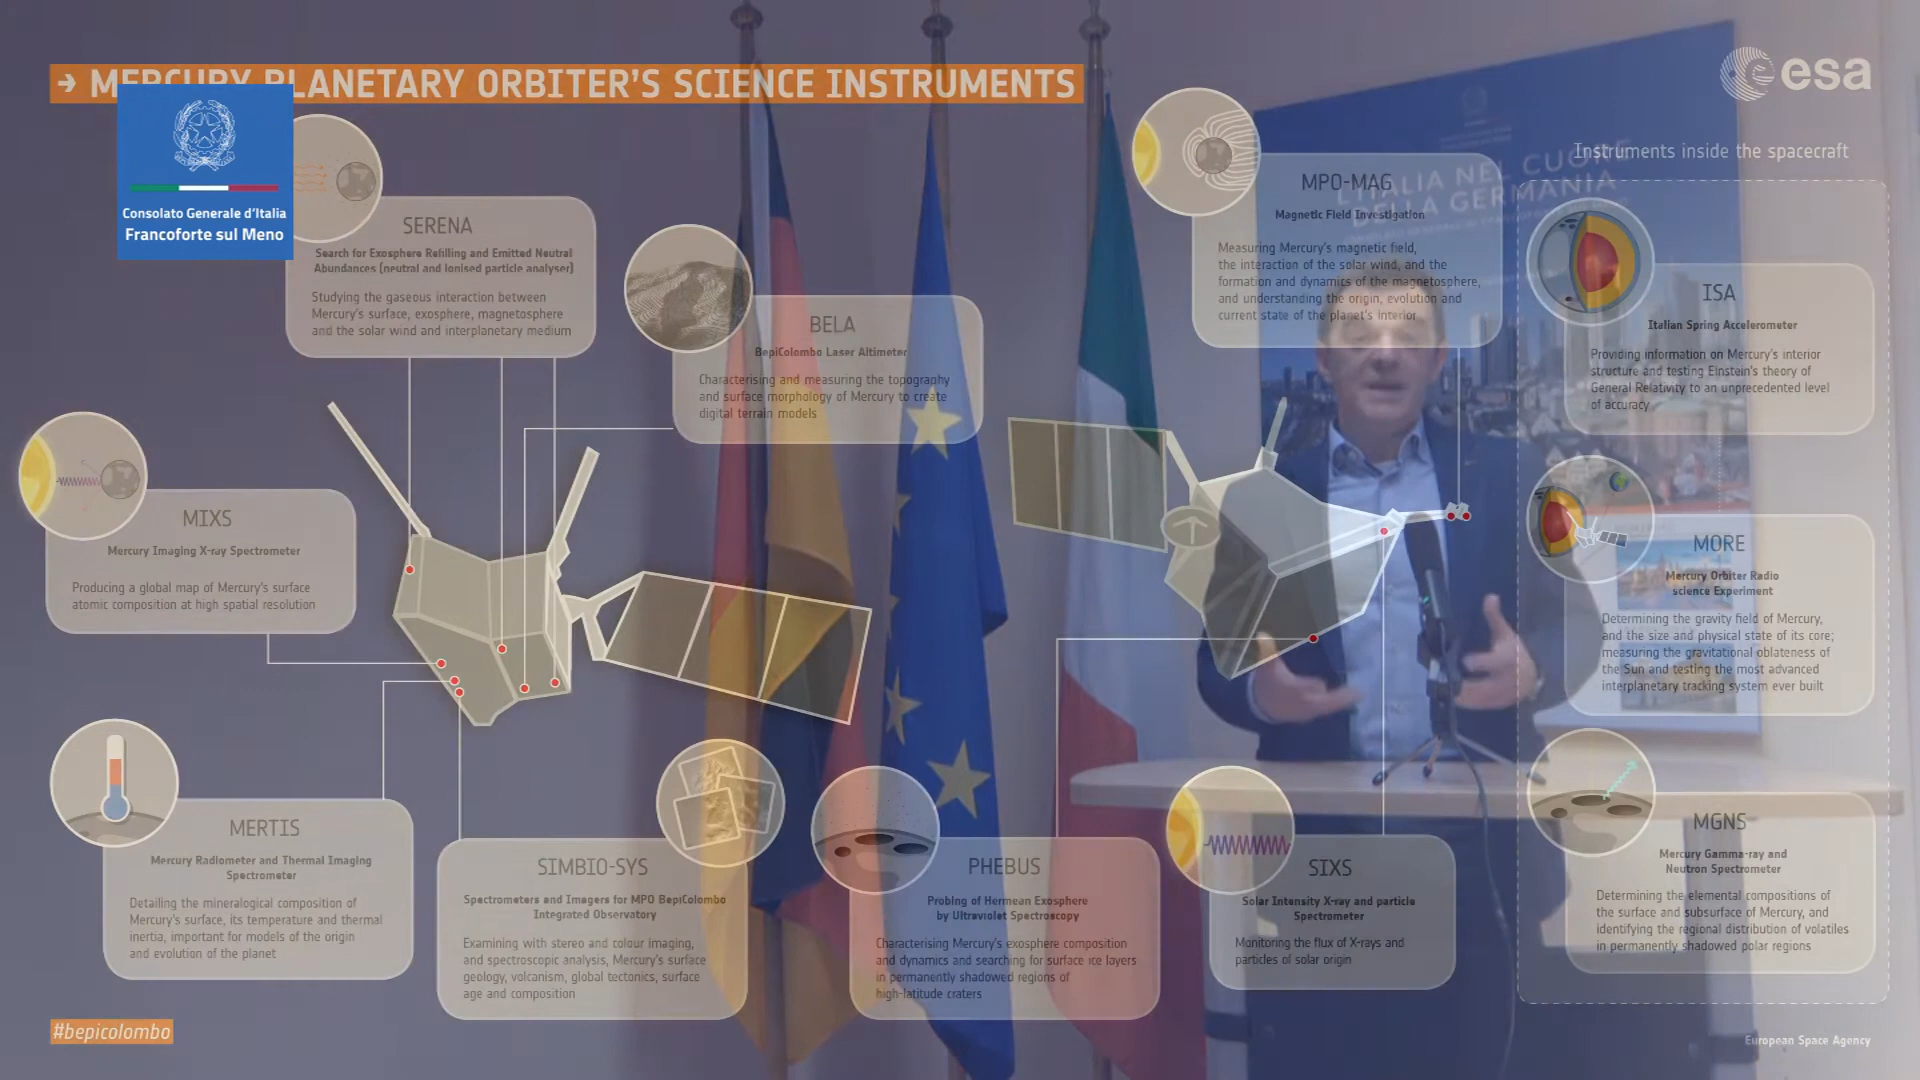 → MERCURY PLANETARY ORBITER'S SCIENCE INSTRUMENTS
esa
Consolato Generale d'Italia
Francoforte sul Meno
SERENA
Search for Exosphere Refilling and Emitted Neutral
Abundances (neutral and ionised particle analyser)
Studying the gaseous interaction between
Mercury's surface, exosphere, magnetosphere
and the solar wind and interplanetary medium
BELA
BepiColombo Laser Altimeter
Characterising and measuring the topography
and surface morphology of Mercury to create
digital terrain models
MPO-MAG
Magnetic Field Investigation
Measuring Mercury's magnetic field,
the interaction of the solar wind, and the
formation and dynamics of the magnetosphere,
and understanding the origin, evolution and
current state of the planet's interior
L'ITALIA NEL CUORE
DELLA GERMANIA
Instruments inside the spacecraft
ISA
Italian Spring Accelerometer
Providing information on Mercury's interior
structure and testing Einstein's theory of
General Relativity to an unprecedented level
of accuracy
MIXS
Mercury Imaging X-ray Spectrometer
Producing a global map of Mercury's surface
atomic composition at high spatial resolution
MORE
Mercury Orbiter Radio
science Experiment
Determining the gravity field of Mercury,
and the size and physical state of its core;
measuring the gravitational oblateness of
the Sun and testing the most advanced
interplanetary tracking system ever built
MERTIS
Mercury Radiometer and Thermal Imaging
Spectrometer
Detailing the mineralogical composition of
Mercury's surface, its temperature and thermal
inertia, important for models of the origin
and evolution of the planet
SIMBIO-SYS
Spectrometers and Imagers for MPO BepiColombo
Integrated Observatory
Examining with stereo and colour imaging,
and spectroscopic analysis, Mercury's surface
geology, volcanism, global tectonics, surface
age and composition
PHEBUS
Probing of Hermean Exosphere
by Ultraviolet Spectroscopy
Characterising Mercury's exosphere composition
and dynamics and searching for surface ice layers
in permanently shadowed regions of
high-latitude craters
SIXS
Solar Intensity X-ray and particle
Spectrometer
Monitoring the flux of X-rays and
particles of solar origin
MGNS
Mercury Gamma-ray and
Neutron Spectrometer
Determining the elemental compositions of
the surface and subsurface of Mercury, and
identifying the regional distribution of volatiles
in permanently shadowed polar regions
#bepicolombo
European Space Agency